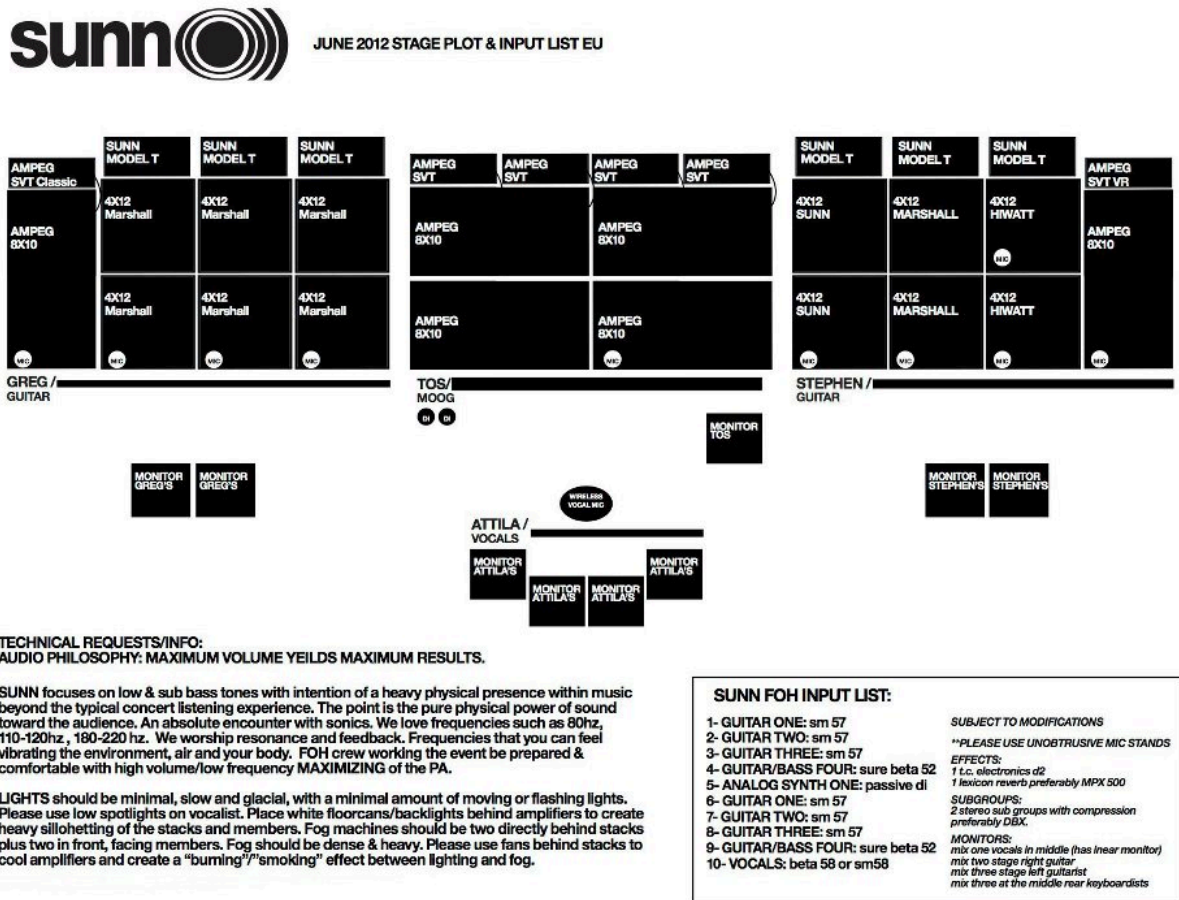 sunn
JUNE 2012 STAGE PLOT & INPUT LIST EU
AMPEG
SVT Classic
SUNN
MODEL T
SUNN
MODEL T
SUNN
MODEL T
AMPEG
8X10
4X12
Marshall
4X12
Marshall
4X12
Marshall
4X12
Marshall
4X12
Marshall
4X12
Marshall
MIC
MIC
MIC
MIC
GREG /
GUITAR
AMPEG
SVT
AMPEG
SVT
AMPEG
SVT
AMPEG
SVT
AMPEG
8X10
AMPEG
8X10
AMPEG
8X10
AMPEG
8X10
MIC
TOS/
MOOG
DI DI
MONITOR
TOS
SUNN
MODEL T
SUNN
MODEL T
SUNN
MODEL T
AMPEG
SVT VR
4X12
SUNN
4X12
MARSHALL
4X12
HIWATT
MIC
AMPEG
8X10
4X12
SUNN
4X12
MARSHALL
4X12
HIWATT
MIC
MIC
MIC
MIC
STEPHEN /
GUITAR
MONITOR
GREG'S
MONITOR
GREG'S
MONITOR
STEPHEN'S
MONITOR
STEPHEN'S
WIRELESS
VOCAL MIC
ATTILA /
VOCALS
MONITOR
ATTILA'S
MONITOR
ATTILA'S
MONITOR
ATTILA'S
MONITOR
ATTILA'S
TECHNICAL REQUESTS/INFO:
AUDIO PHILOSOPHY: MAXIMUM VOLUME YEILDS MAXIMUM RESULTS.
SUNN focuses on low & sub bass tones with intention of a heavy physical presence within music
beyond the typical concert listening experience. The point is the pure physical power of sound
toward the audience. An absolute encounter with sonics. We love frequencies such as 80hz,
110-120hz , 180-220 hz. We worship resonance and feedback. Frequencies that you can feel
vibrating the environment, air and your body. FOH crew working the event be prepared &
comfortable with high volume/low frequency MAXIMIZING of the PA.
LIGHTS should be minimal, slow and glacial, with a minimal amount of moving or flashing lights.
Please use low spotlights on vocalist. Place white floorcans/backlights behind amplifiers to create
heavy sillohetting of the stacks and members. Fog machines should be two directly behind stacks
plus two in front, facing members. Fog should be dense & heavy. Please use fans behind stacks to
cool amplifiers and create a "burning"/"smoking" effect between lighting and fog.
SUNN FOH INPUT LIST:
1- GUITAR ONE: sm 57
2- GUITAR TWO: sm 57
3- GUITAR THREE: sm 57
4- GUITAR/BASS FOUR: sure beta 52
5- ANALOG SYNTH ONE: passive di
6- GUITAR ONE: sm 57
7- GUITAR TWO: sm 57
8- GUITAR THREE: sm 57
9- GUITAR/BASS FOUR: sure beta 52
10- VOCALS: beta 58 or sm58
SUBJECT TO MODIFICATIONS
**PLEASE USE UNOBTRUSIVE MIC STANDS
EFFECTS:
1 t.c. electronics d2
1 lexicon reverb preferably MPX 500
SUBGROUPS:
2 stereo sub groups with compression
preferably DBX.
MONITORS:
mix one vocals in middle (has inear monitor)
mix two stage right guitar
mix three stage left guitarist
mix three at the middle rear keyboardists